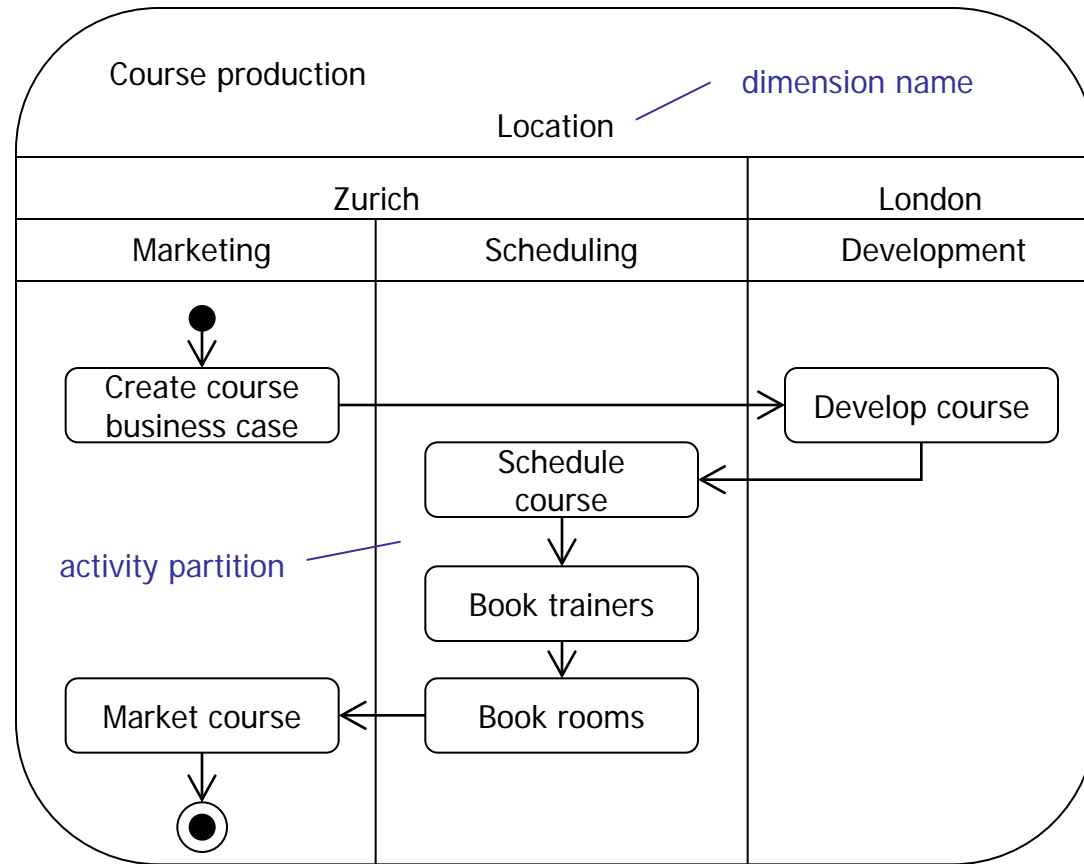 Course production
dimension name
Location
Zurich
London
Marketing
Scheduling
Development
Create course
business case
Develop course
Schedule
course
activity partition
Book trainers
Market course
Book rooms